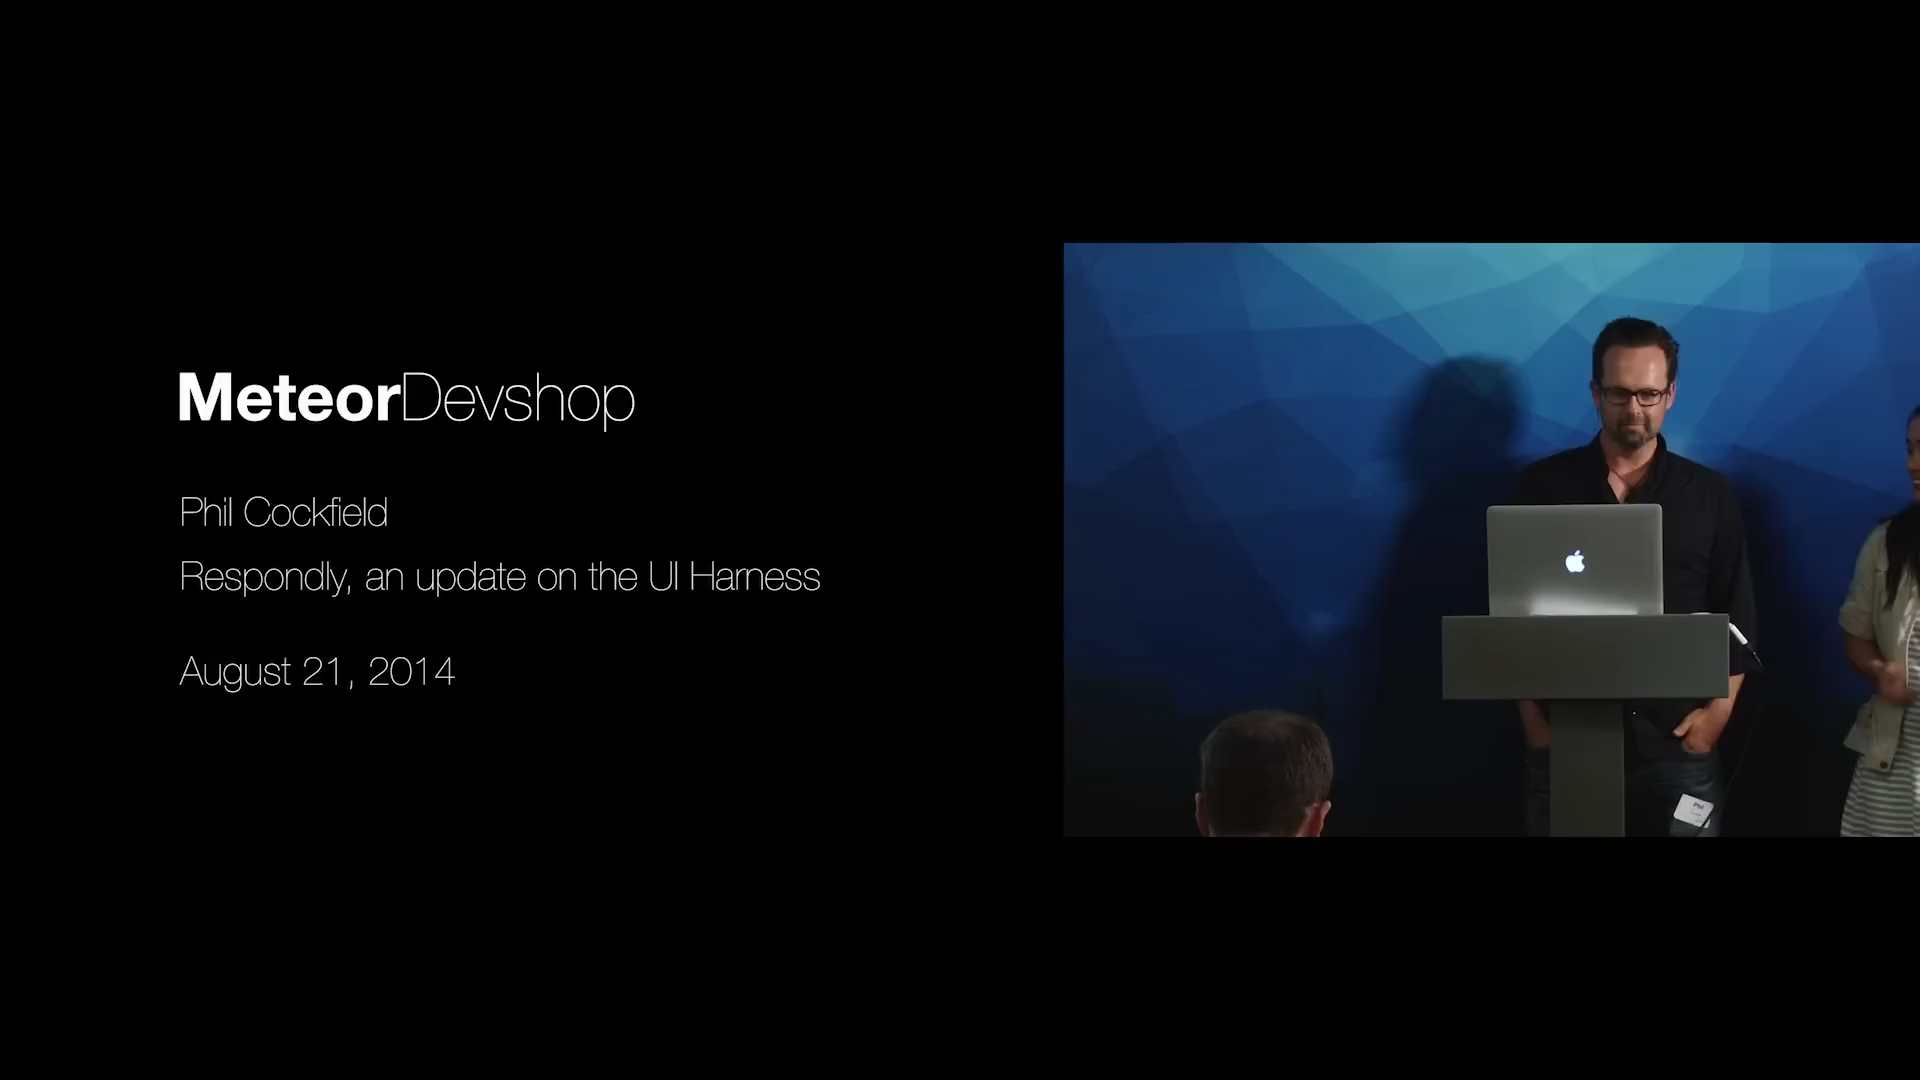 MeteorDevshop
Phil Cockfield
Respondly, an update on the UI Harness
August 21, 2014